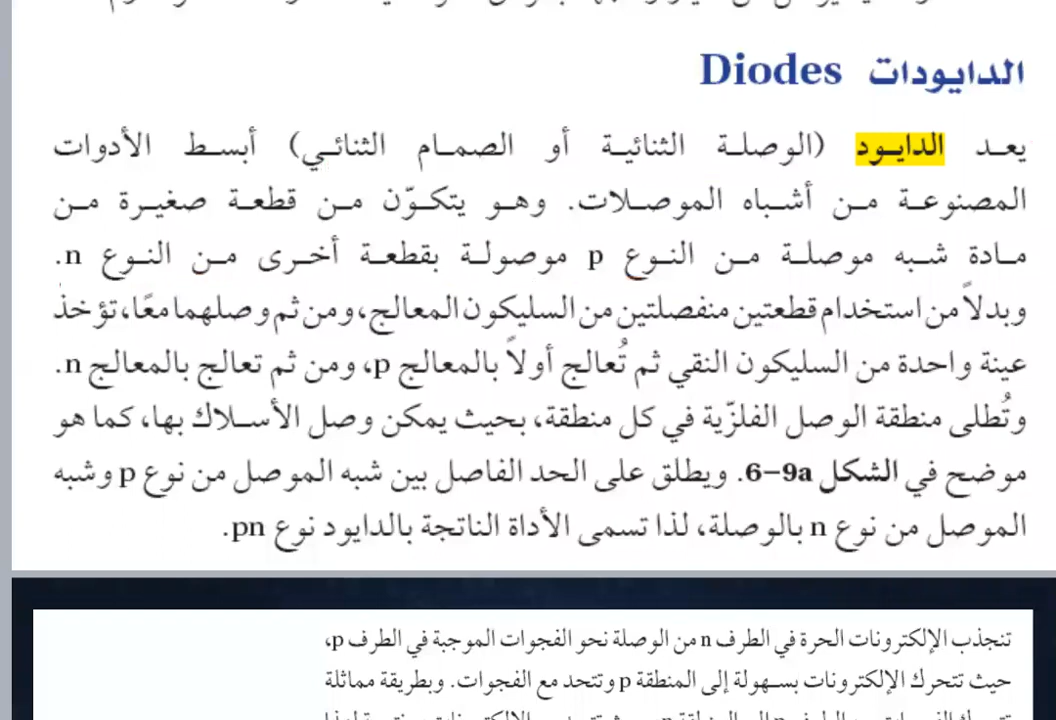 الدايودات Diodes
يعد الدايود (الوصلة الثنائية أو الصمام الثنائي) أبسط الأدوات
المصنوعة من أشباه الموصلات. وهو يتكوّن من قطعة صغيرة من
مادة شبه موصلة من النوع p موصولة بقطعة أخرى من النوع n.
وبدلاً من استخدام قطعتين منفصلتين من السليكون المعالج، ومن ثم وصلهما معًا، تؤخذ
عينة واحدة من السليكون النقي ثم تُعالج أولاً بالمعالج p، ومن ثم تعالج بالمعالج n.
وتُطلى منطقة الوصل الفلزّية في كل منطقة، بحيث يمكن وصل الأسلاك بها، كما هو
موضح في الشكل 6-9a. ويطلق على الحد الفاصل بين شبه الموصل من نوع p وشبه
الموصل من نوع n بالوصلة، لذا تسمى الأداة الناتجة بالدايود نوع pn.
تنجذب الإلكترونات الحرة في الطرف n من الوصلة نحو الفجوات الموجبة في الطرف p،
حيث تتحرك الإلكترونات بسهولة إلى المنطقة p وتتحد مع الفجوات. وبطريقة مماثلة